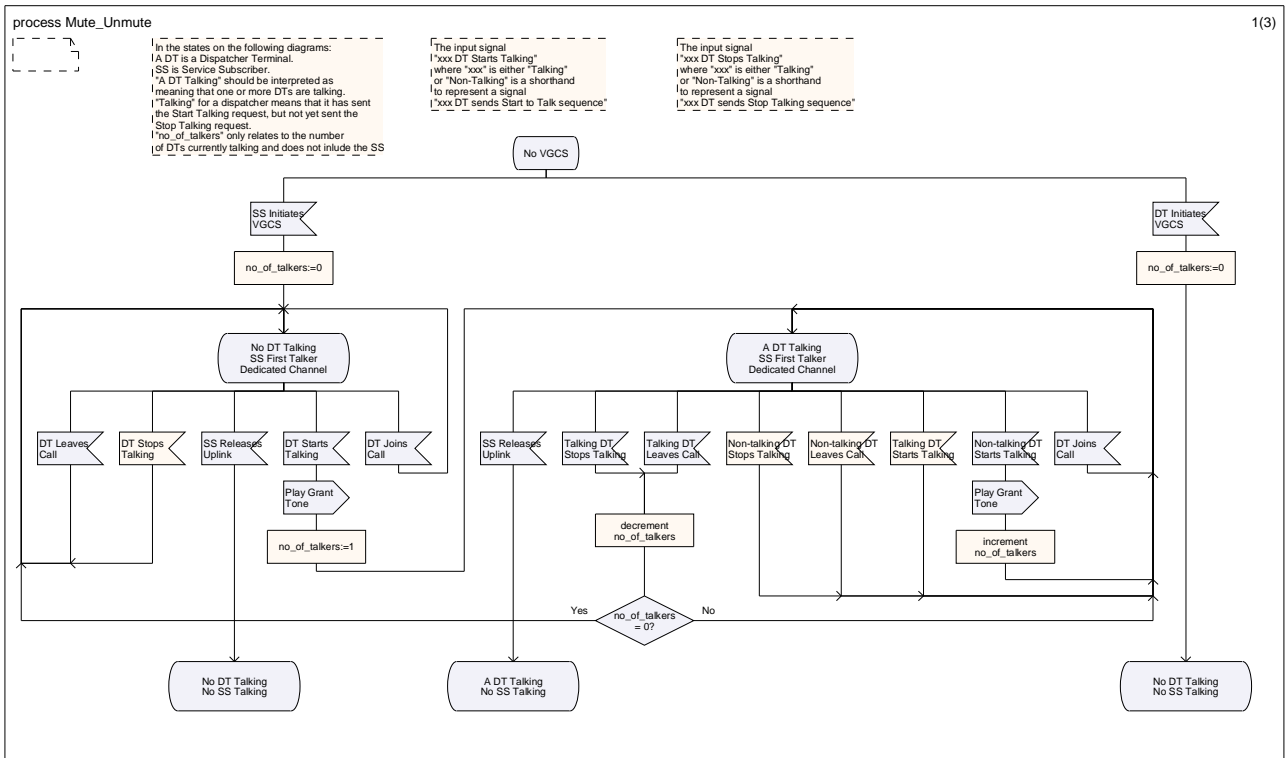 process Mute_Unmute
1(3)
In the states on the following diagrams:
A DT is a Dispatcher Terminal.
SS is Service Subscriber.
"A DT Talking" should be interpreted as
meaning that one or more DTs are talking.
"Talking" for a dispatcher means that it has sent
the Start Talking request, but not yet sent the
Stop Talking request.
"no_of_talkers" only relates to the number
of DTs currently talking and does not inlude the SS
The input signal
"xxx DT Starts Talking"
where "xxx" is either "Talking"
or "Non-Talking" is a shorthand
to represent a signal
"xxx DT sends Start to Talk sequence"
The input signal
"xxx DT Stops Talking"
where "xxx" is either "Talking"
or "Non-Talking" is a shorthand
to represent a signal
"xxx DT sends Stop Talking sequence"
No VGCS
SS Initiates
VGCS
DT Initiates
VGCS
no_of_talkers:=0
no_of_talkers:=0
No DT Talking
SS First Talker
Dedicated Channel
A DT Talking
SS First Talker
Dedicated Channel
DT Leaves
Call
DT Stops
Talking
SS Releases
Uplink
DT Starts
Talking
DT Joins
Call
SS Releases
Uplink
Talking DT
Stops Talking
Talking DT
Leaves Call
Non-talking DT
Stops Talking
Non-talking DT
Leaves Call
Talking DT
Starts Talking
Non-talking DT
Starts Talking
DT Joins
Call
Play Grant
Tone
Play Grant
Tone
no_of_talkers:=1
decrement
no_of_talkers
increment
no_of_talkers
Yes
no_of_talkers
= 0?
No
No DT Talking
No SS Talking
A DT Talking
No SS Talking
No DT Talking
No SS Talking